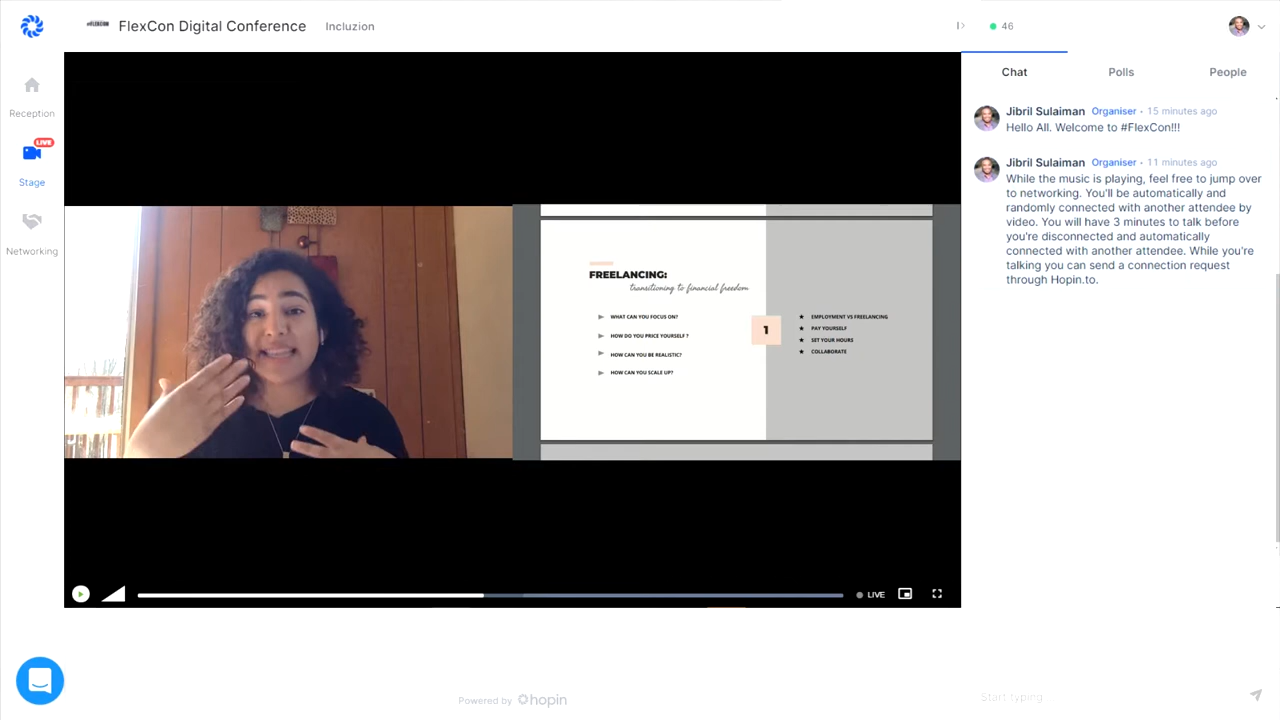 #FLEXCON
FlexCon Digital Conference
Incluzion
46
Reception
LIVE
Stage
Networking
FREELANCING:
transitioning to financial freedom
WHAT CAN YOU FOCUS ON?
HOW DO YOU PRICE YOURSELF ?
HOW CAN YOU BE REALISTIC?
HOW CAN YOU SCALE UP?
1
EMPLOYMENT VS FREELANCING
PAY YOURSELF
SET YOUR HOURS
COLLABORATE
LIVE
Chat
Polls
People
Jibril Sulaiman Organiser • 15 minutes ago
Hello All. Welcome to #FlexCon!!!
Jibril Sulaiman Organiser • 11 minutes ago
While the music is playing, feel free to jump over
to networking. You'll be automatically and
randomly connected with another attendee by
video. You will have 3 minutes to talk before
you're disconnected and automatically
connected with another attendee. While you're
talking you can send a connection request
through Hopin.to.
Powered by hopin
Start typing